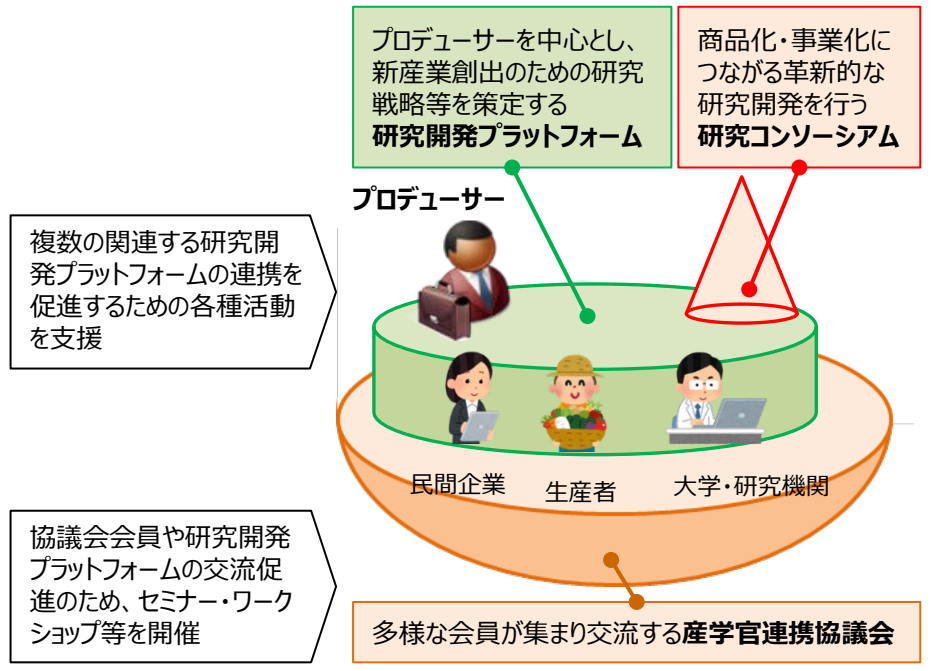 プロデューサーを中心とし、
新産業創出のための研究
戦略等を策定する
研究開発プラットフォーム
商品化・事業化に
つながる革新的な
研究開発を行う
研究コンソーシアム
プロデューサー
複数の関連する研究開
発プラットフォームの連携を
促進するための各種活動
を支援
民間企業
生産者
大学・研究機関
協議会会員や研究開発
プラットフォームの交流促
進のため、セミナー・ワーク
ショップ等を開催
多様な会員が集まり交流する産学官連携協議会